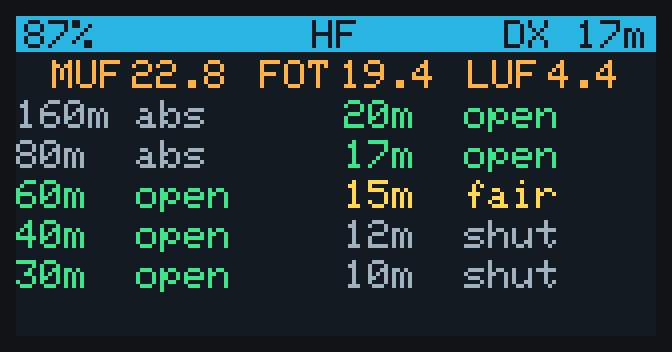 87% HF DX 17m
MUF 22.8 FOT 19.4 LUF 4.4
160m abs 20m open
80m abs 17m open
60m open 15m fair
40m open 12m shut
30m open 10m shut